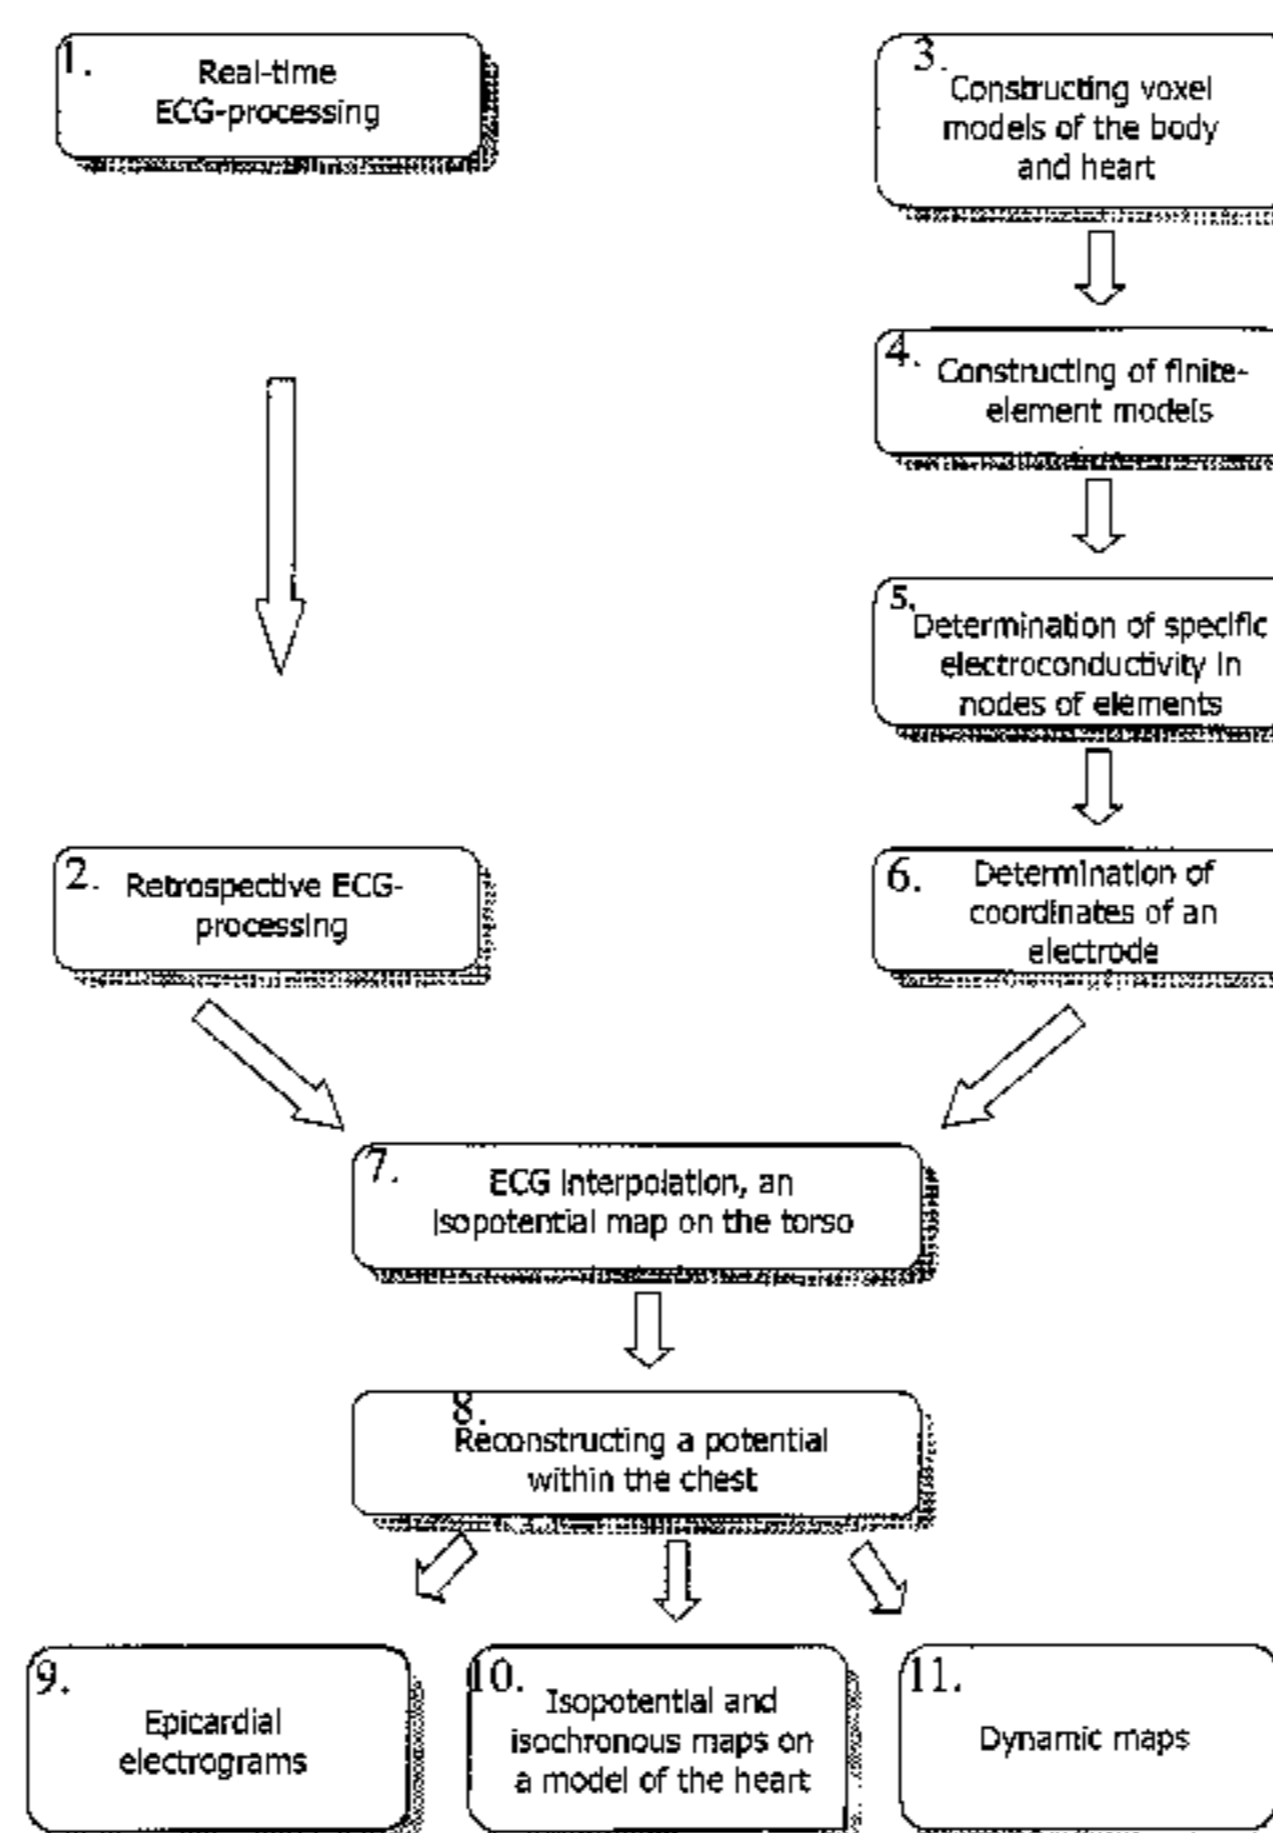 1.
Real-time
ECG-processing
3.
Constructing voxel
models of the body
and heart
4.
Constructing of finite-
element models
5.
Determination of specific
electroconductivity in
nodes of elements
2.
Retrospective ECG-
processing
6.
Determination of
coordinates of an
electrode
7.
ECG interpolation, an
isopotential map on the torso
8.
Reconstructing a potential
within the chest
9.
Epicardial
electrograms
10.
Isopotential and
isochronous maps on
a model of the heart
11.
Dynamic maps